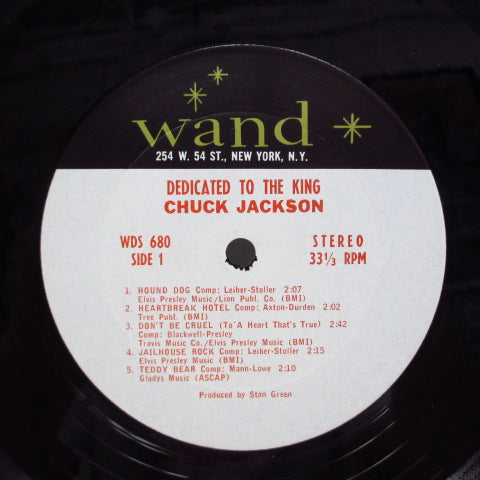 wand
254 W. 54 ST., NEW YORK, N.Y.
DEDICATED TO THE KING
CHUCK JACKSON
WDS 680 STEREO
SIDE 1 33⅓ RPM
1. HOUND DOG Comp: Leiber-Stoller 2:07
Elvis Presley Music/Lion Publ. Co. (BMI)
2. HEARTBREAK HOTEL Comp: Axton-Durden 2:02
Tree Publ. (BMI)
3. DON'T BE CRUEL (To A Heart That's True) 2:42
Comp: Blackwell-Presley
Travis Music Co./Elvis Presley Music (BMI)
4. JAILHOUSE ROCK Comp: Leiber-Stoller 2:15
Elvis Presley Music (BMI)
5. TEDDY BEAR Comp: Mann-Lowe 2:10
Gladys Music (ASCAP)
Produced by Stan Green